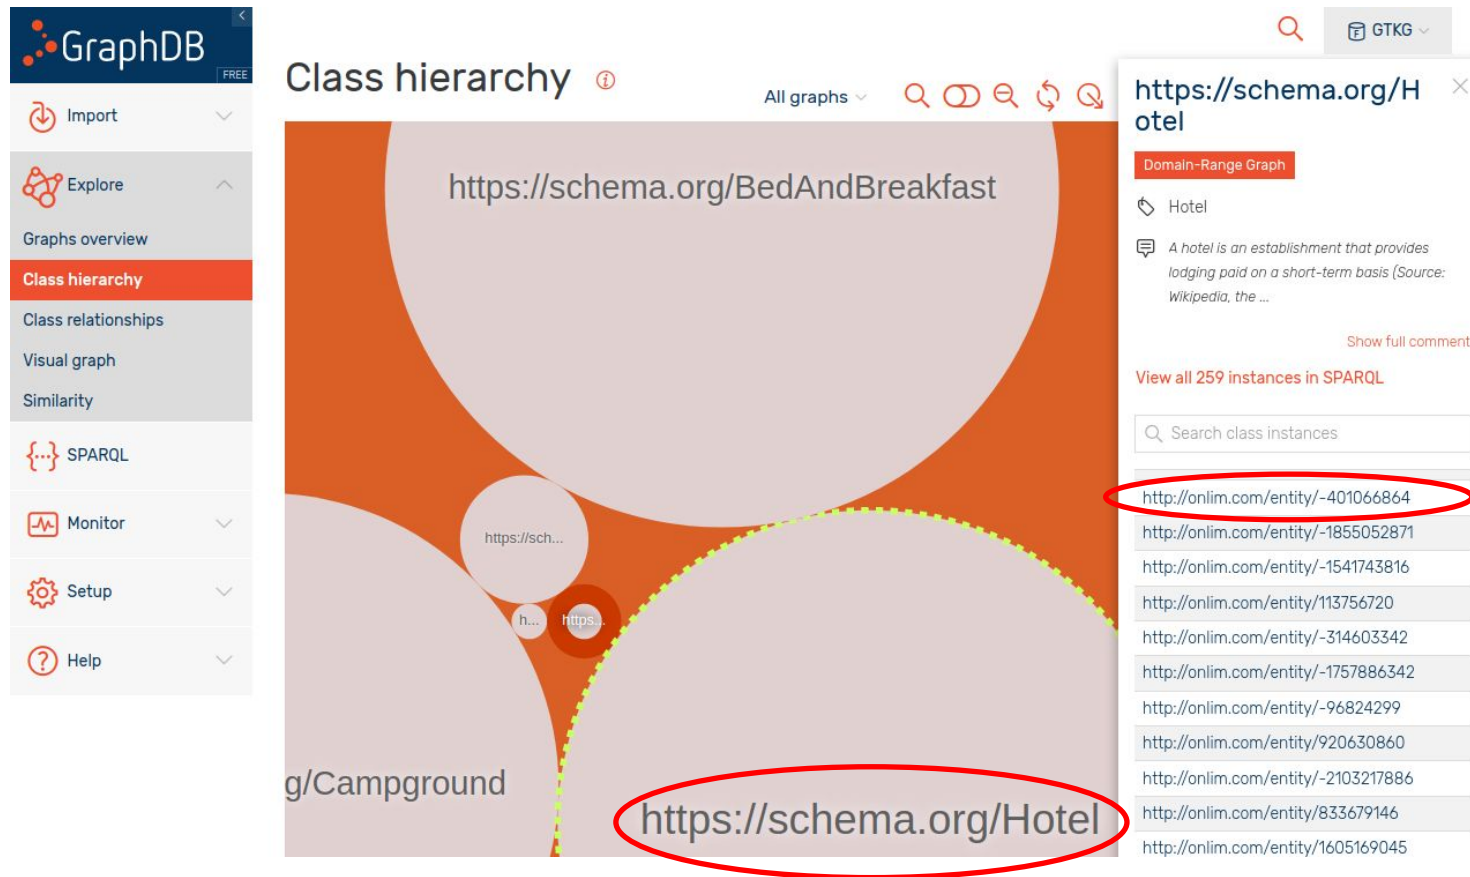 GraphDB
FREE
Import
Explore
Graphs overview
Class hierarchy
Class relationships
Visual graph
Similarity
SPARQL
Monitor
Setup
Help
Class hierarchy
All graphs
GTKG
https://schema.org/BedAndBreakfast
https://sch...
h...
https...
g/Campground
https://schema.org/Hotel
https://schema.org/H
otel
Domain-Range Graph
Hotel
A hotel is an establishment that provides
lodging paid on a short-term basis (Source:
Wikipedia, the ...
Show full comment
View all 259 instances in SPARQL
Search class instances
http://onlim.com/entity/-401066864
http://onlim.com/entity/-1855052871
http://onlim.com/entity/-1541743816
http://onlim.com/entity/113756720
http://onlim.com/entity/-314603342
http://onlim.com/entity/-1757886342
http://onlim.com/entity/-96824299
http://onlim.com/entity/920630860
http://onlim.com/entity/-2103217886
http://onlim.com/entity/833679146
http://onlim.com/entity/1605169045